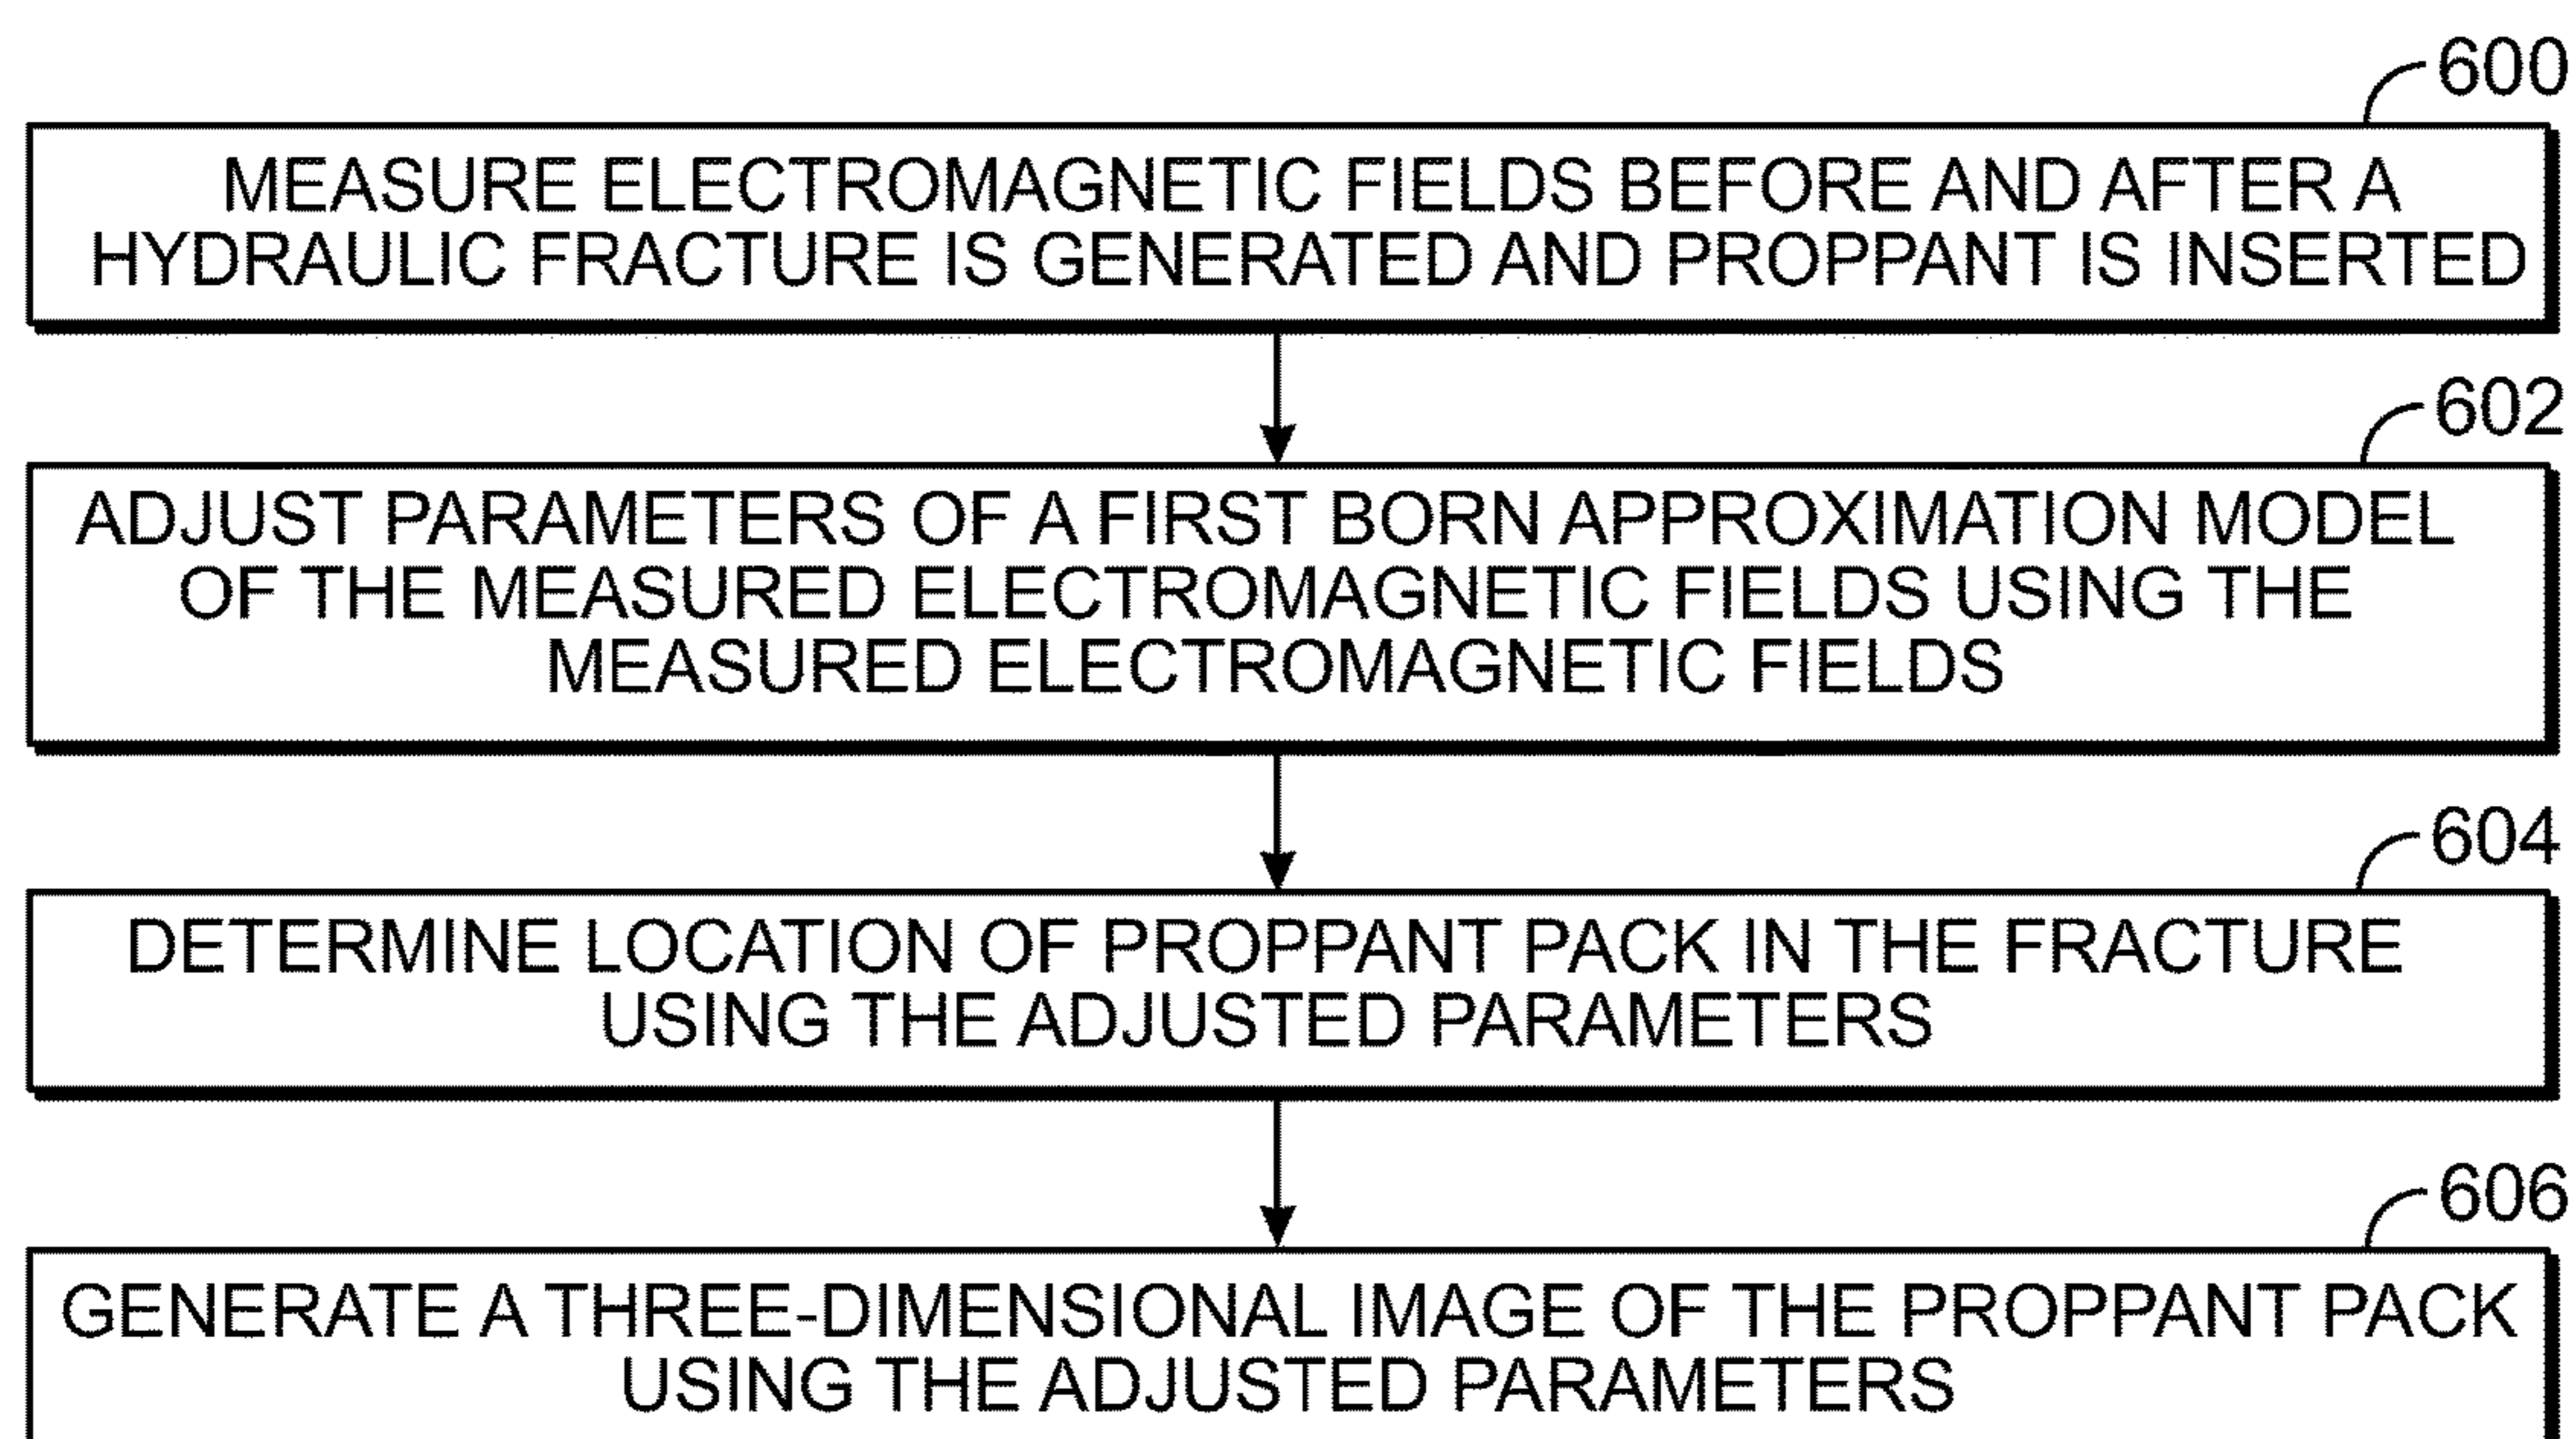 600
MEASURE ELECTROMAGNETIC FIELDS BEFORE AND AFTER A
HYDRAULIC FRACTURE IS GENERATED AND PROPPANT IS INSERTED
602
ADJUST PARAMETERS OF A FIRST BORN APPROXIMATION MODEL
OF THE MEASURED ELECTROMAGNETIC FIELDS USING THE
MEASURED ELECTROMAGNETIC FIELDS
604
DETERMINE LOCATION OF PROPPANT PACK IN THE FRACTURE
USING THE ADJUSTED PARAMETERS
606
GENERATE A THREE-DIMENSIONAL IMAGE OF THE PROPPANT PACK
USING THE ADJUSTED PARAMETERS